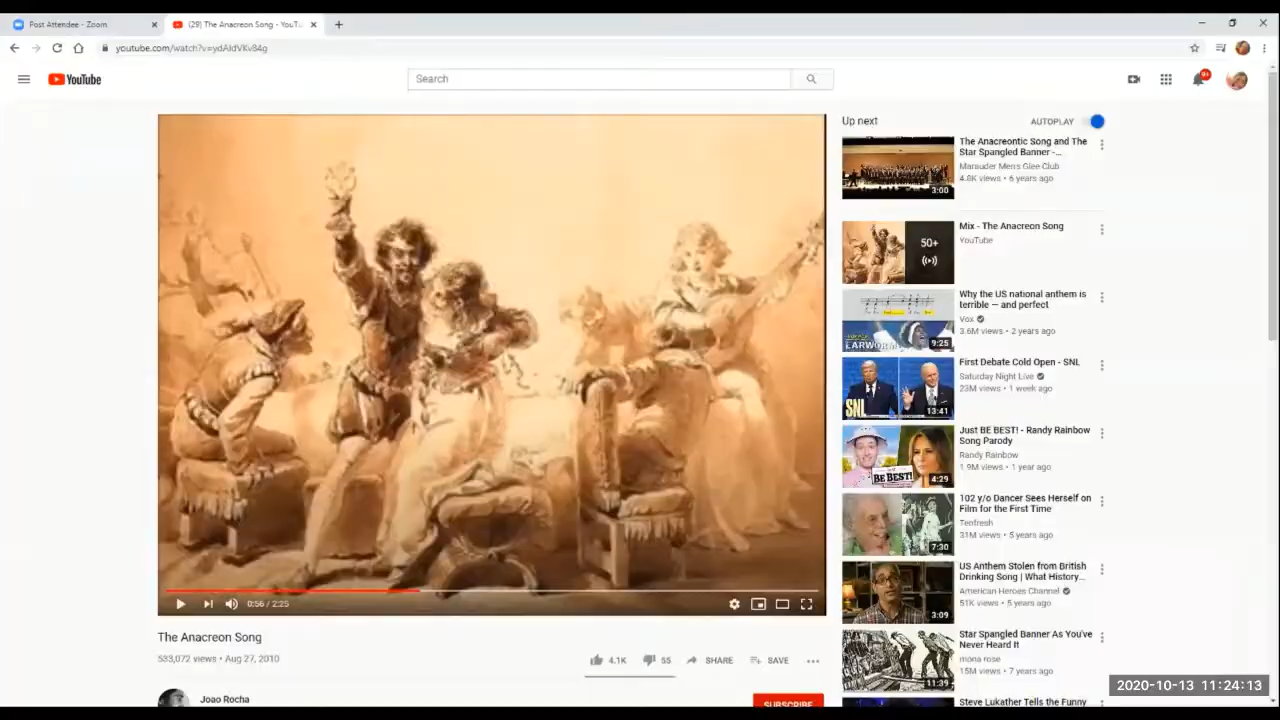 Post Attendee - Zoom
(29) The Anacreon Song - YouTu
youtube.com/watch?v=ydAIdVKv84g
YouTube
Search
9+
Up next
AUTOPLAY
The Anacreontic Song and The
Star Spangled Banner -...
Marauder Men's Glee Club
4.8K views • 6 years ago
3:00
Mix - The Anacreon Song
YouTube
50+
Why the US national anthem is
terrible — and perfect
Vox
3.6M views • 2 years ago
EARWORM
9:25
First Debate Cold Open - SNL
Saturday Night Live
23M views • 1 week ago
SNL
13:41
Just BE BEST! - Randy Rainbow
Song Parody
Randy Rainbow
1.9M views • 1 year ago
BE BEST!
4:29
102 y/o Dancer Sees Herself on
Film for the First Time
Tenfresh
31M views • 5 years ago
7:30
US Anthem Stolen from British
Drinking Song | What History...
American Heroes Channel
51K views • 5 years ago
3:09
Star Spangled Banner As You've
Never Heard It
mona rose
15M views • 7 years ago
11:39
Steve Lukather Tells the Funny
0:56 / 2:25
The Anacreon Song
533,072 views • Aug 27, 2010
4.1K
55
SHARE
SAVE
Joao Rocha
SUBSCRIBE
2020-10-13 11:24:13